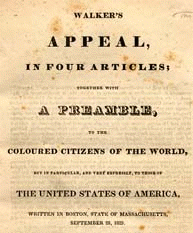 WALKER'S
APPEAL,
IN FOUR ARTICLES;
TOGETHER WITH
A PREAMBLE,
TO THE
COLOURED CITIZENS OF THE WORLD,
BUT IN PARTICULAR, AND VERY EXPRESSLY, TO THOSE OF
THE UNITED STATES OF AMERICA,
WRITTEN IN BOSTON, STATE OF MASSACHUSETTS,
SEPTEMBER 28, 1829.